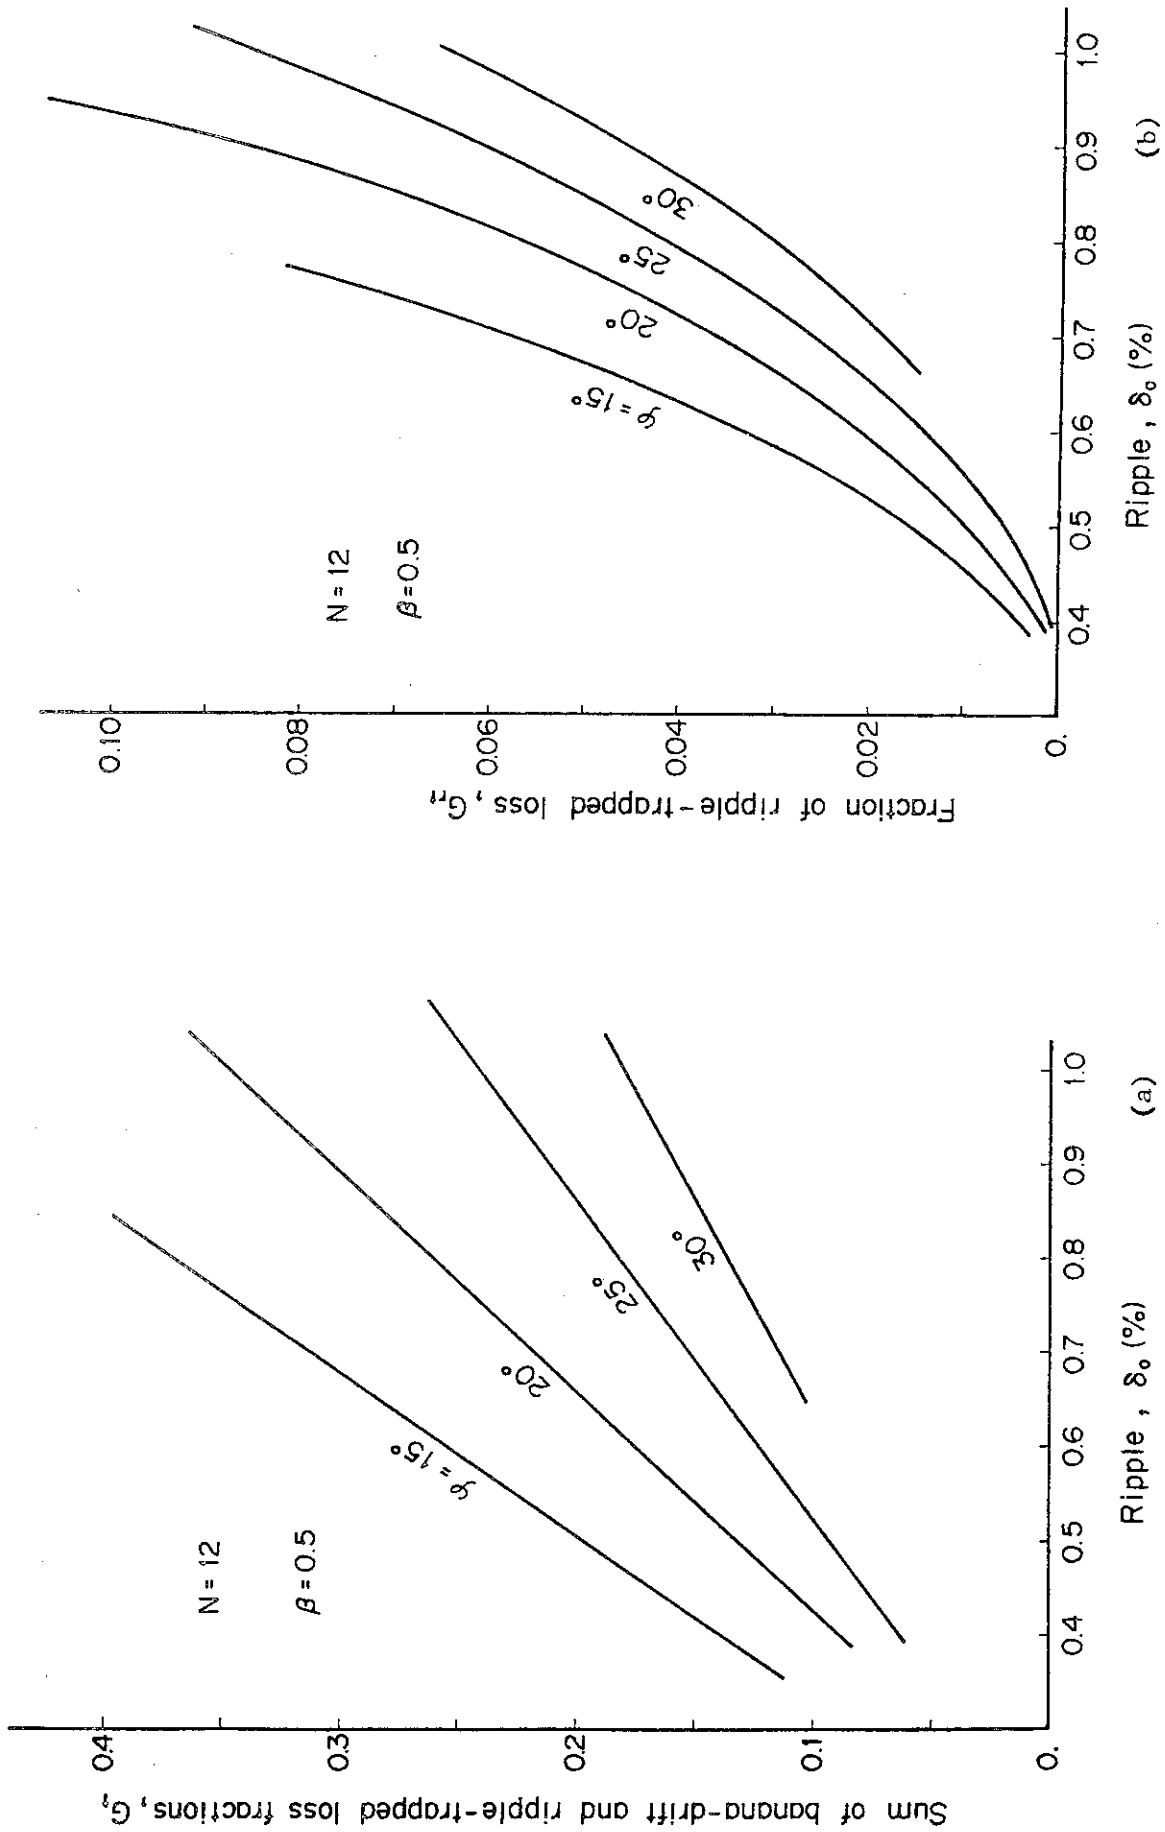 Sum of banana-drift and ripple-trapped loss fractions, Gₗ
0.4
0.3
0.2
0.1
0.
N = 12
β = 0.5
φ = 15°
20°
25°
30°
0.4 0.5 0.6 0.7 0.8 0.9 1.0
Ripple, δ₀ (%)
(a)
Fraction of ripple-trapped loss, Gᵣₗ
0.10
0.08
0.06
0.04
0.02
0.
N = 12
β = 0.5
φ = 15°
20°
25°
30°
0.4 0.5 0.6 0.7 0.8 0.9 1.0
Ripple, δ₀ (%)
(b)